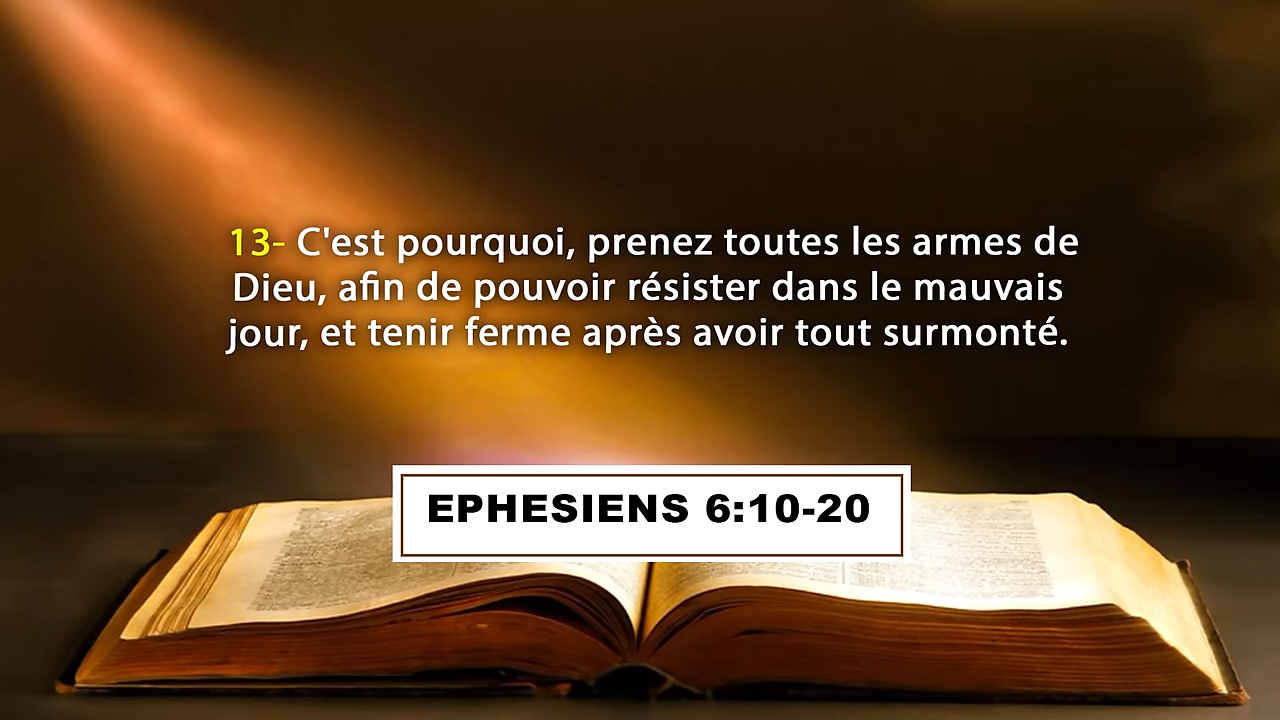 13- C'est pourquoi, prenez toutes les armes de
Dieu, afin de pouvoir résister dans le mauvais
jour, et tenir ferme après avoir tout surmonté.
EPHESIENS 6:10-20